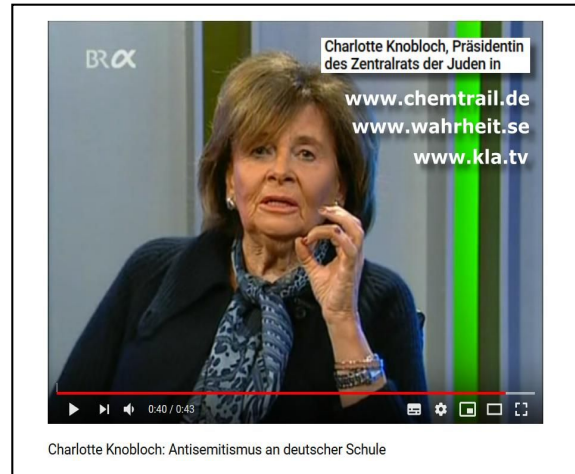 BRα
Charlotte Knobloch, Präsidentin
des Zentralrats der Juden in
www.chemtrail.de
www.wahrheit.se
www.kla.tv
0:40 / 0:43
Charlotte Knobloch: Antisemitismus an deutscher Schule